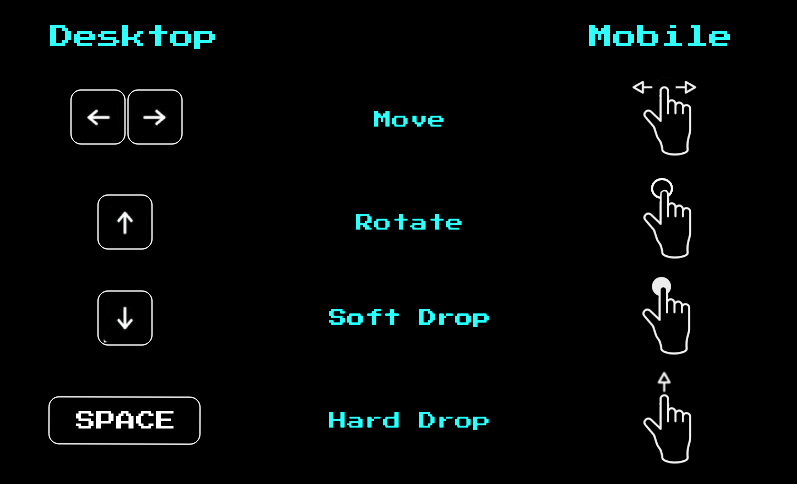 Desktop Mobile
Move
Rotate
Soft Drop
SPACE Hard Drop